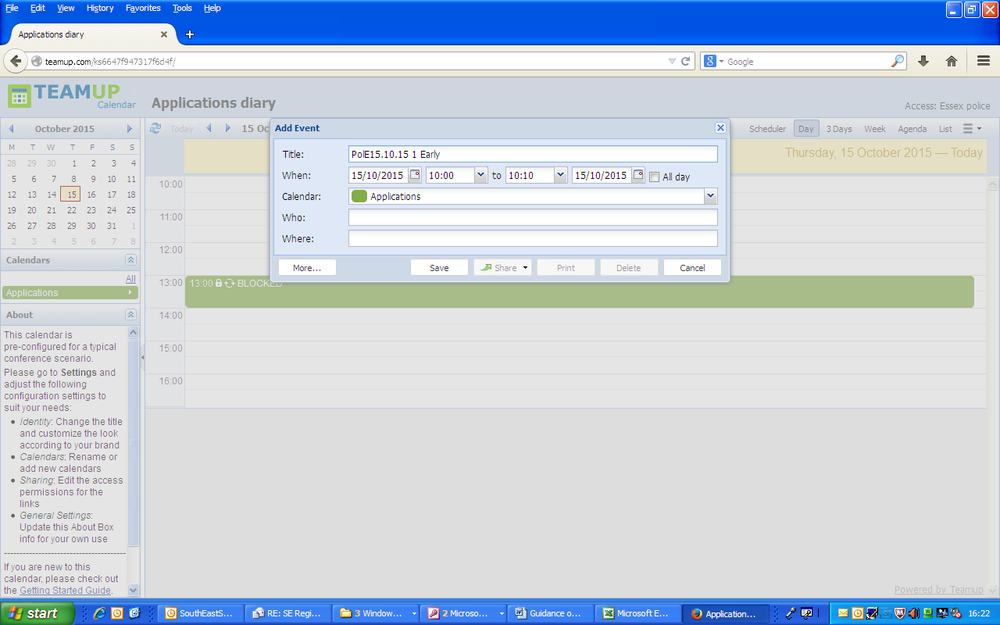 File Edit View History Favorites Tools Help
Applications diary
teamup.com/ks6647f947317f6d4f/
Google
TEAMUP
Calendar
Applications diary
Access: Essex police
October 2015
M T W T F S S
28 29 30 1 2 3 4
5 6 7 8 9 10 11
12 13 14 15 16 17 18
19 20 21 22 23 24 25
26 27 28 29 30 31 1
2 3 4 5 6 7 8
Calendars
All
Applications
About
This calendar is
pre-configured for a typical
conference scenario.
Please go to Settings and
adjust the following
configuration settings to
suit your needs:
Identity: Change the title
and customize the look
according to your brand
Calendars: Rename or
add new calendars
Sharing: Edit the access
permissions for the
links
General Settings:
Update this About Box
info for your own use
If you are new to this
calendar, please check out
the Getting Started Guide.
Today
15 Oc
Scheduler Day 3 Days Week Agenda List
Thursday, 15 October 2015 — Today
10:00
11:00
12:00
13:00
13:00 BLOCKED
14:00
15:00
16:00
Add Event
Title: PolE15.10.15 1 Early
When: 15/10/2015 10:00 to 10:10 15/10/2015 All day
Calendar: Applications
Who:
Where:
More... Save Share Print Delete Cancel
Powered by Teamup
start
SouthEastS...
RE: SE Regi...
3 Window...
2 Microso...
Guidance o...
Microsoft E...
Application...
16:22